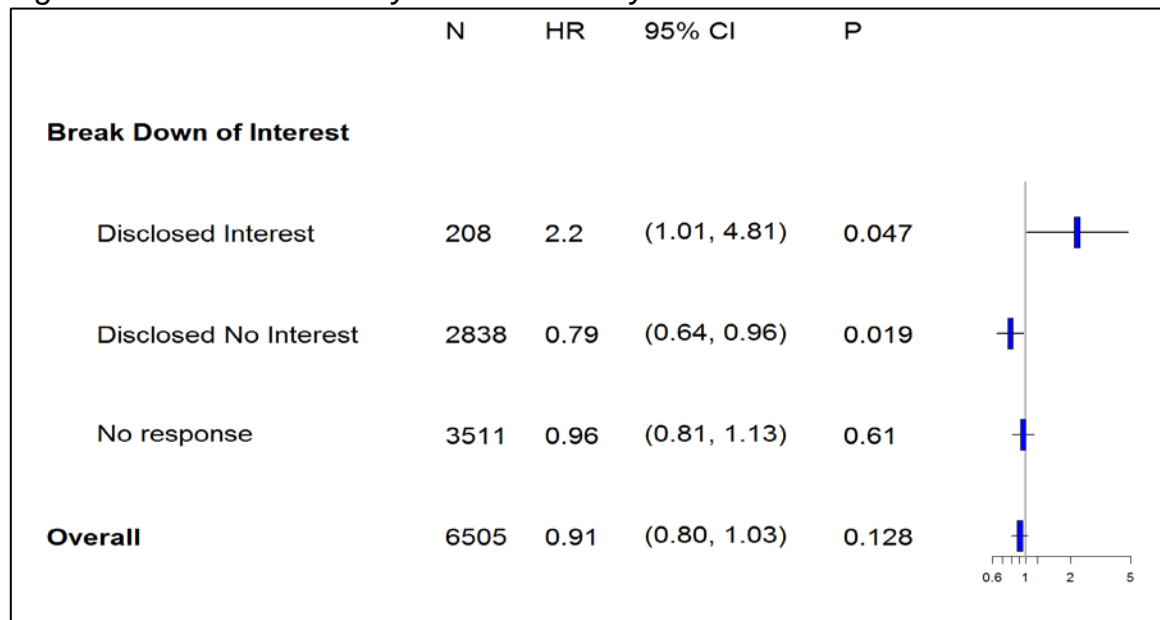 N HR 95% CI P
Break Down of Interest
Disclosed Interest 208 2.2 (1.01, 4.81) 0.047
Disclosed No Interest 2838 0.79 (0.64, 0.96) 0.019
No response 3511 0.96 (0.81, 1.13) 0.61
Overall 6505 0.91 (0.80, 1.03) 0.128
0.6 1 2 5